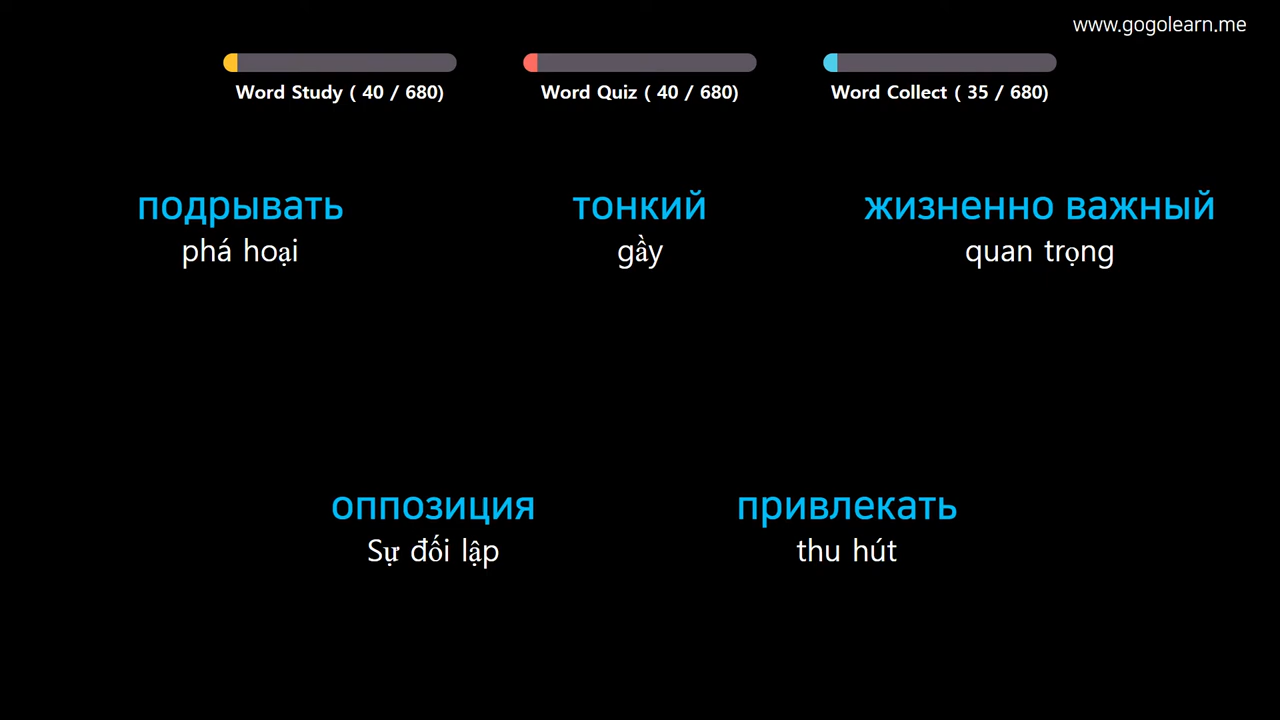 www.gogolearn.me
Word Study ( 40 / 680)
Word Quiz ( 40 / 680)
Word Collect ( 35 / 680)
подрывать
phá hoại
тонкий
gầy
жизненно важный
quan trọng
оппозиция
Sự đối lập
привлекать
thu hút